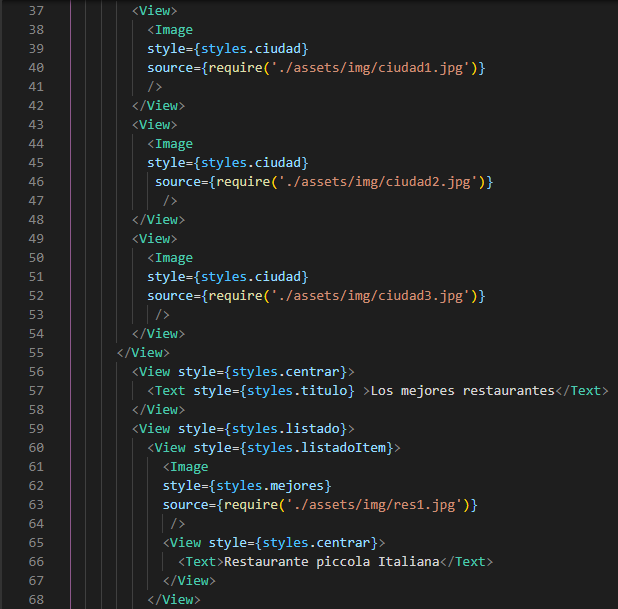 37 <View>
38 <Image
39 style={styles.ciudad}
40 source={require('./assets/img/ciudad1.jpg')}
41 />
42 </View>
43 <View>
44 <Image
45 style={styles.ciudad}
46 source={require('./assets/img/ciudad2.jpg')}
47 />
48 </View>
49 <View>
50 <Image
51 style={styles.ciudad}
52 source={require('./assets/img/ciudad3.jpg')}
53 />
54 </View>
55 </View>
56 <View style={styles.centrar}>
57 <Text style={styles.titulo} >Los mejores restaurantes</Text>
58 </View>
59 <View style={styles.listado}>
60 <View style={styles.listadoItem}>
61 <Image
62 style={styles.mejores}
63 source={require('./assets/img/res1.jpg')}
64 />
65 <View style={styles.centrar}>
66 <Text>Restaurante piccola Italiana</Text>
67 </View>
68 </View>